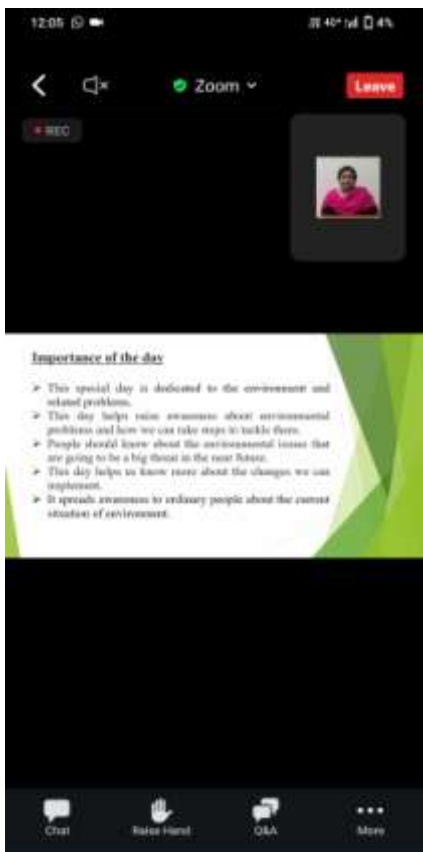 12:05
4%
Zoom
Leave
REC
Importance of the day
➤ This special day is dedicated to the environment and
related problems.
➤ This day helps raise awareness about environmental
problems and how we can take steps to tackle them.
➤ People should know about the environmental issues that
are going to be a big threat in the near future.
➤ This day helps us know more about the changes we can
implement.
➤ It spreads awareness to ordinary people about the current
situation of environment.
Chat
Raise Hand
Q&A
More